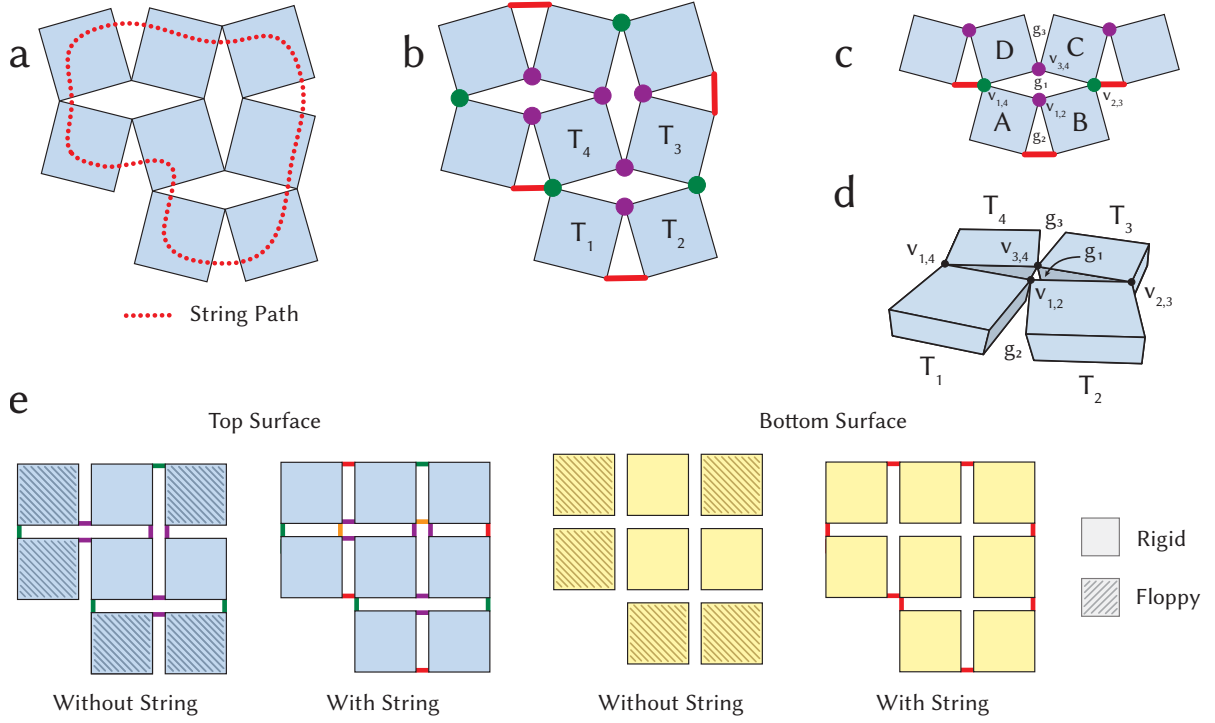 a
String Path
b
T4
T3
T1
T2
c
g3
D
C
v3,4
g1
v1,4
v1,2
v2,3
A
B
g2
d
T4
g3
T3
v1,4
v3,4
g1
v1,2
v2,3
g2
T1
T2
e
Top Surface
Bottom Surface
Rigid
Floppy
Without String
With String
Without String
With String